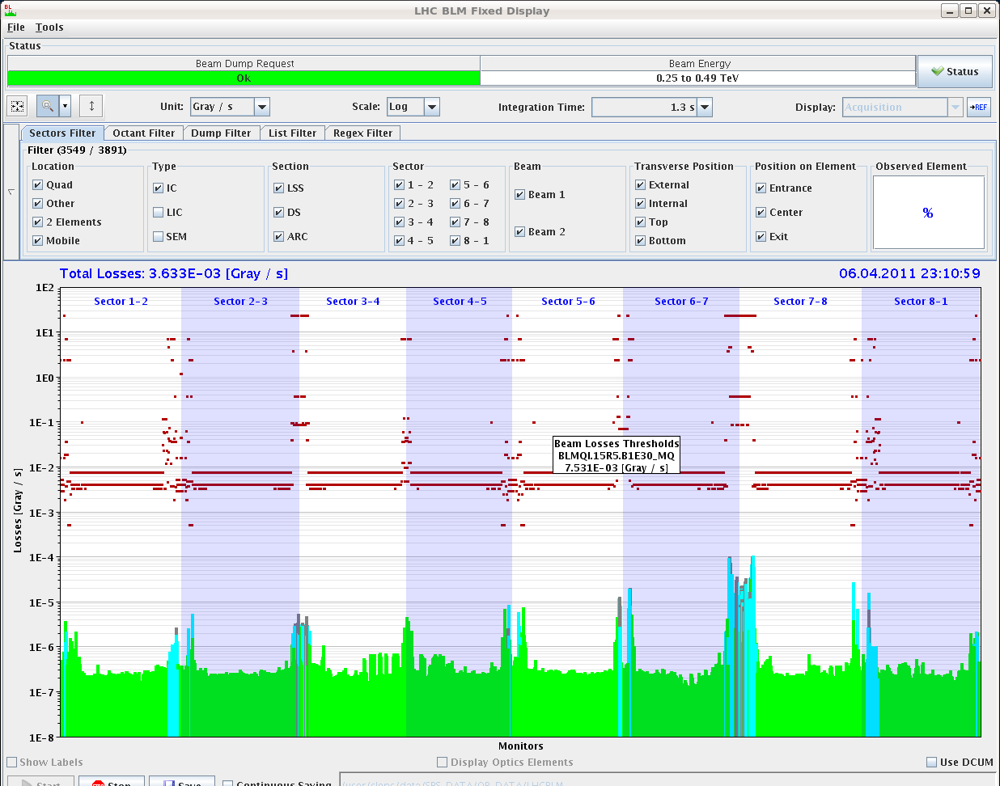 BL
LHC BLM Fixed Display
File Tools
Status
Beam Dump Request Beam Energy
Ok 0.25 to 0.49 TeV
Status
Unit: Gray / s Scale: Log Integration Time: 1.3 s Display: Acquisition →REF
Sectors Filter Octant Filter Dump Filter List Filter Regex Filter
Filter (3549 / 3891)
Location Type Section Sector Beam Transverse Position Position on Element Observed Element
Quad IC LSS 1 - 2 5 - 6 Beam 1 External Entrance
Other LIC DS 2 - 3 6 - 7 Internal Center %
2 Elements SEM ARC 3 - 4 7 - 8 Beam 2 Top Exit
Mobile 4 - 5 8 - 1 Bottom
Total Losses: 3.633E-03 [Gray / s] 06.04.2011 23:10:59
1E2
Sector 1-2 Sector 2-3 Sector 3-4 Sector 4-5 Sector 5-6 Sector 6-7 Sector 7-8 Sector 8-1
1E1
1E0
1E-1
Beam Losses Thresholds
BLMQI.15R5.B1E30_MQ
7.531E-03 [Gray / s]
1E-2
1E-3
1E-4
1E-5
1E-6
1E-7
1E-8
Losses [Gray / s]
Monitors
Show Labels Display Optics Elements Use DCUM
Start Stop Save Continuous Saving